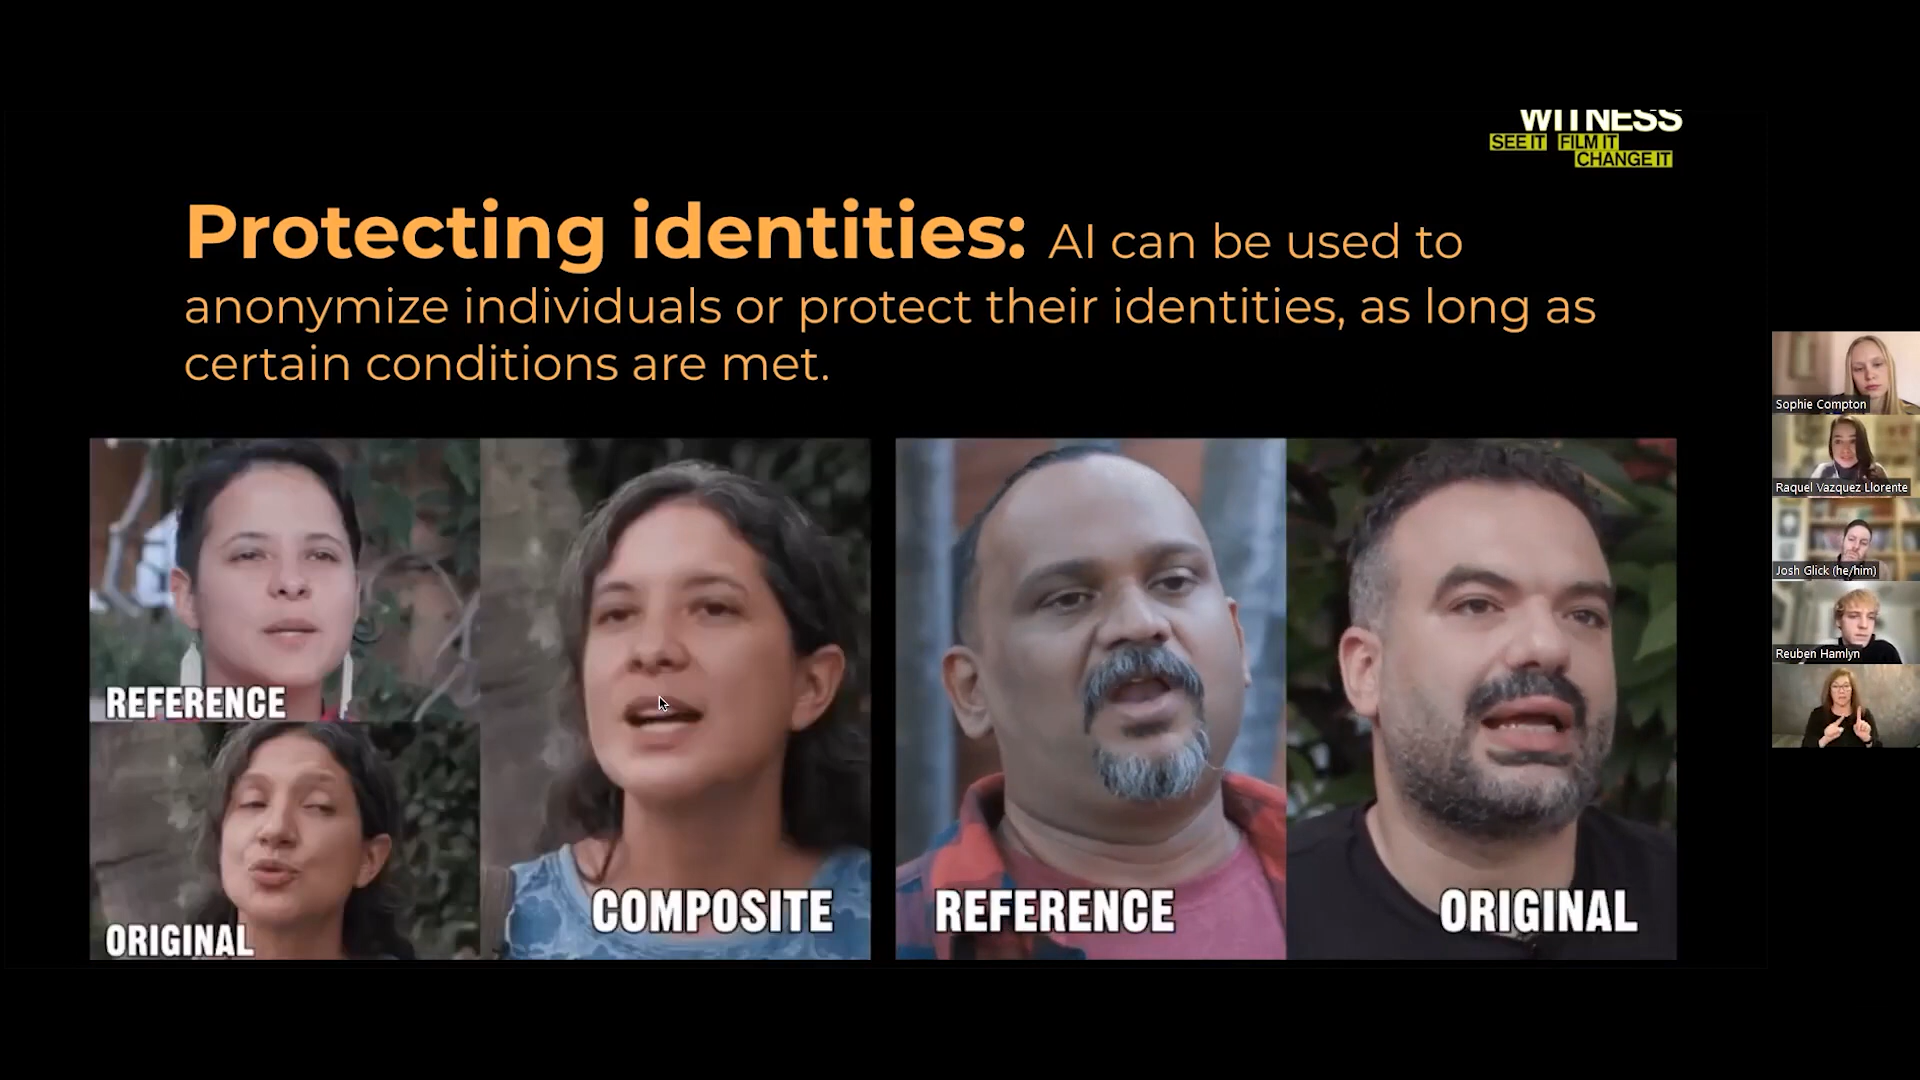 WITNESS
SEE IT FILM IT
CHANGE IT
Protecting identities: AI can be used to
anonymize individuals or protect their identities, as long as
certain conditions are met.
REFERENCE
ORIGINAL
COMPOSITE
REFERENCE
ORIGINAL
Sophie Compton
Raquel Vazquez Llorente
Josh Glick (he/him)
Reuben Hamlyn